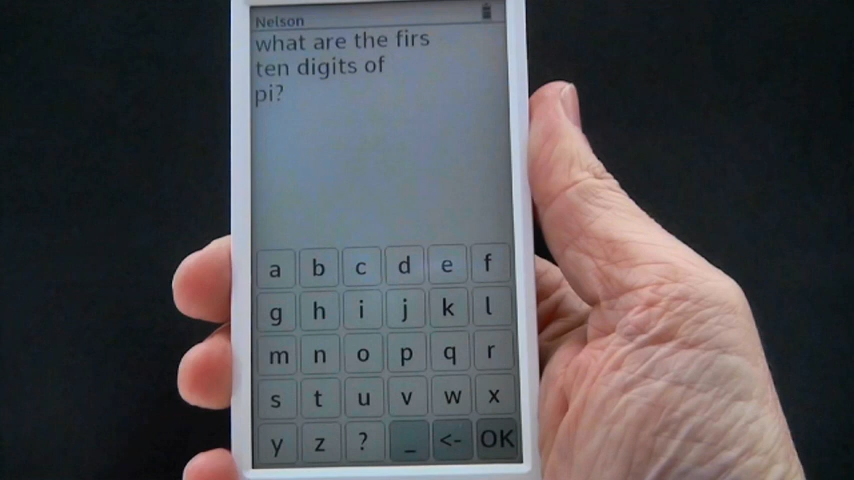 Nelson
what are the firs
ten digits of
pi?
a b c d e f
g h i j k l
m n o p q r
s t u v w x
y z ? _ <- OK